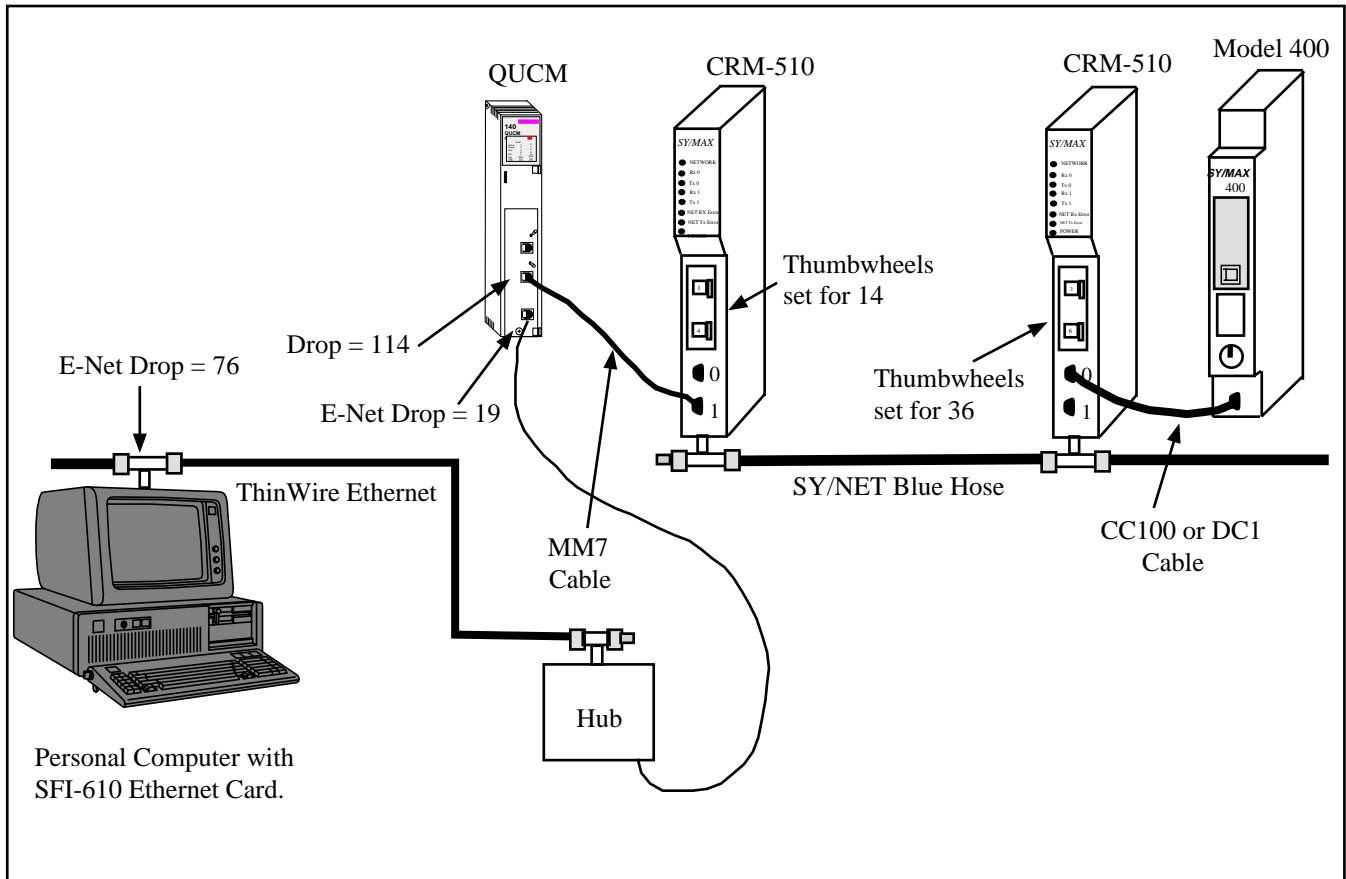 QUCM
CRM-510
CRM-510
Model 400
140
QUCM
SY/MAX
NETWORK
Rx 0
Tx 0
Rx 1
Tx 1
NET RX Error
NET Tx Error
SY/MAX
NETWORK
Rx 0
Tx 0
Rx 1
Tx 1
NET Rx Error
NET Tx Error
POWER
SY/MAX
400
Thumbwheels
set for 14
1
4
0
1
Thumbwheels
set for 36
3
6
0
1
Drop = 114
E-Net Drop = 19
E-Net Drop = 76
ThinWire Ethernet
MM7
Cable
SY/NET Blue Hose
CC100 or DC1
Cable
Hub
Personal Computer with
SFI-610 Ethernet Card.